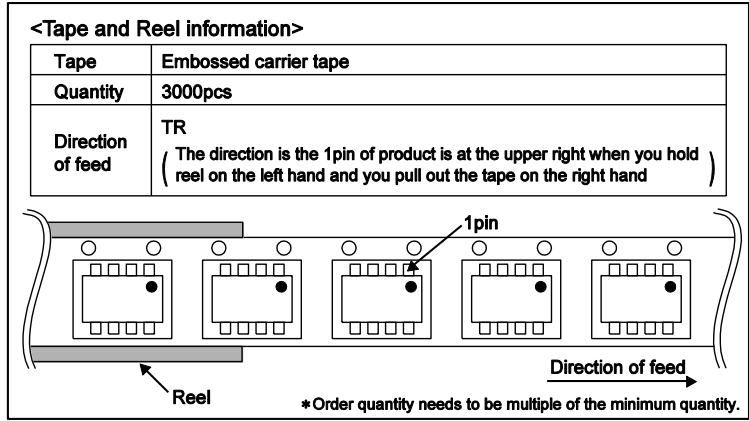 <Tape and Reel information>
Tape Embossed carrier tape
Quantity 3000pcs
Direction of feed TR
( The direction is the 1pin of product is at the upper right when you hold
reel on the left hand and you pull out the tape on the right hand )
1pin
Direction of feed
Reel
*Order quantity needs to be multiple of the minimum quantity.